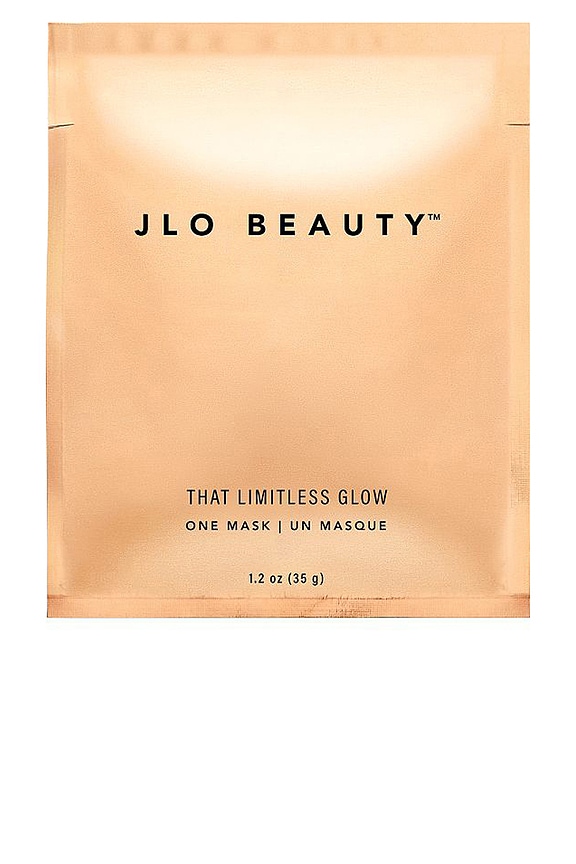 JLO BEAUTY™
THAT LIMITLESS GLOW
ONE MASK | UN MASQUE
1.2 oz (35 g)